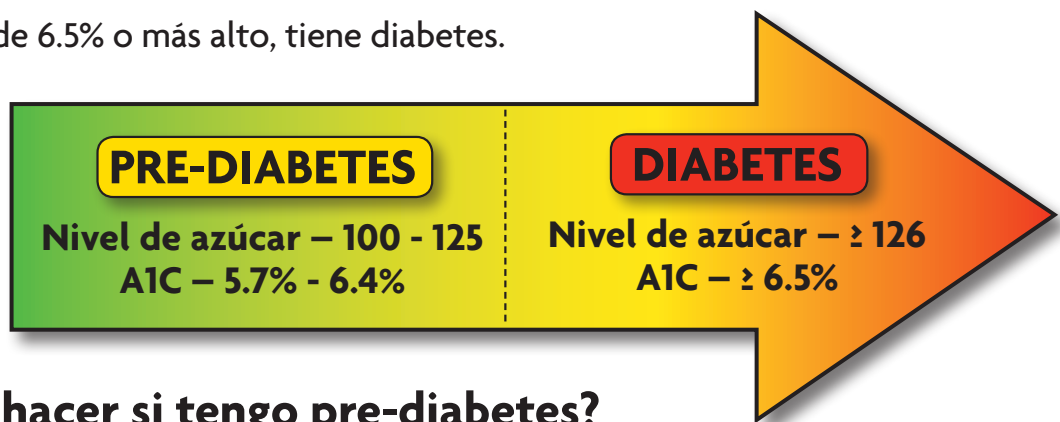 de 6.5% o más alto, tiene diabetes.
PRE-DIABETES
Nivel de azúcar – 100 - 125
A1C – 5.7% - 6.4%
DIABETES
Nivel de azúcar – ≥ 126
A1C – ≥ 6.5%
hacer si tengo pre-diabetes?